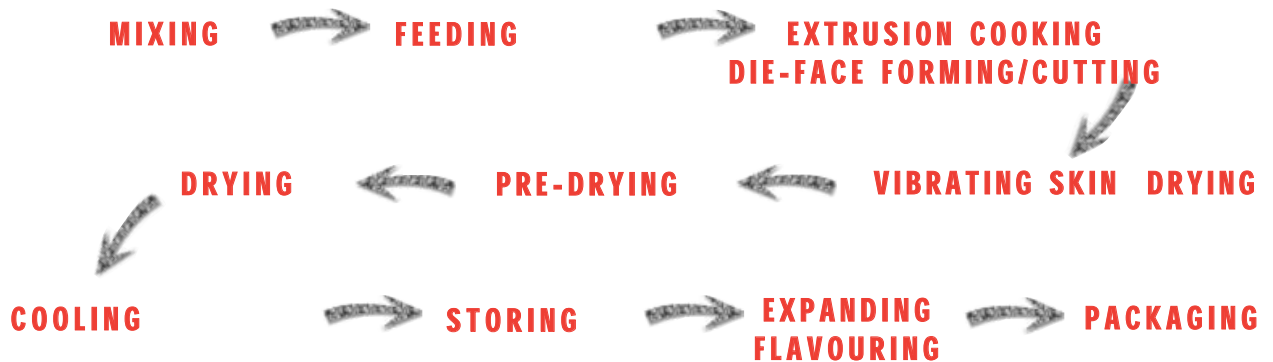 MIXING
FEEDING
EXTRUSION COOKING
DIE-FACE FORMING/CUTTING
VIBRATING SKIN DRYING
PRE-DRYING
DRYING
COOLING
STORING
EXPANDING
FLAVOURING
PACKAGING